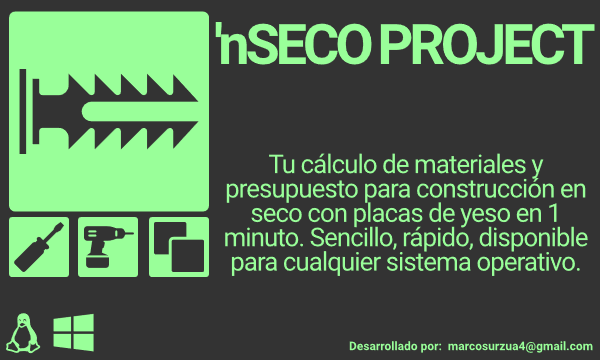 'nSECO PROJECT
Tu cálculo de materiales y
presupuesto para construcción en
seco con placas de yeso en 1
minuto. Sencillo, rápido, disponible
para cualquier sistema operativo.
Desarrollado por: marcosurzua4@gmail.com